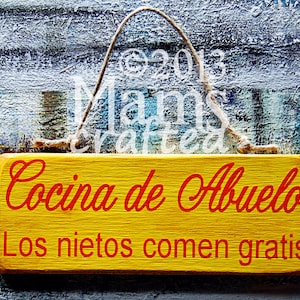 ©2013
Mams
crafted
Cocina de Abuelo
Los nietos comen gratis